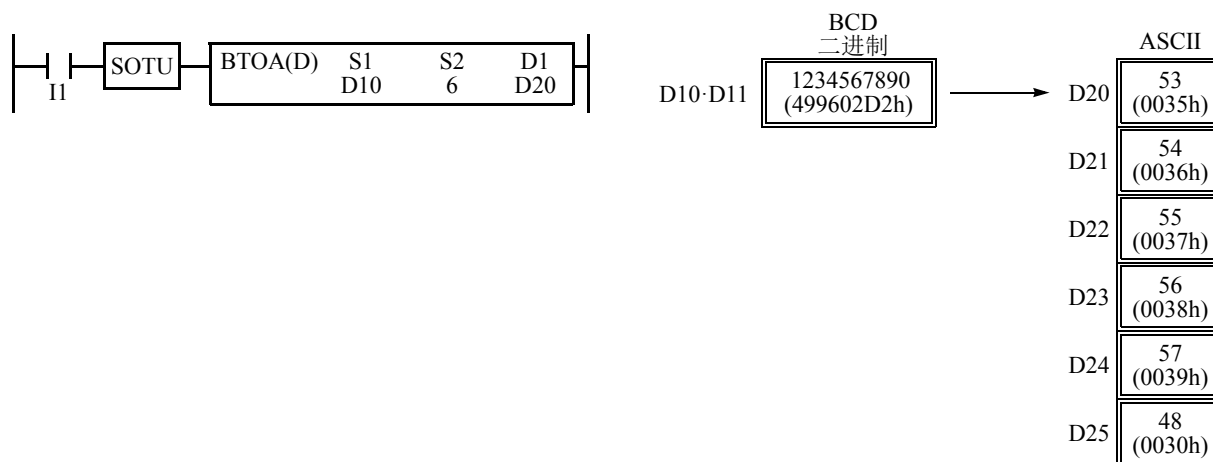 BTOA(D) S1 S2 D1
SOTU
D10 6 D20
I1
BCD
二进制
ASCII
D10·D11
1234567890
(499602D2h)
D20
53
(0035h)
D21
54
(0036h)
D22
55
(0037h)
D23
56
(0038h)
D24
57
(0039h)
D25
48
(0030h)